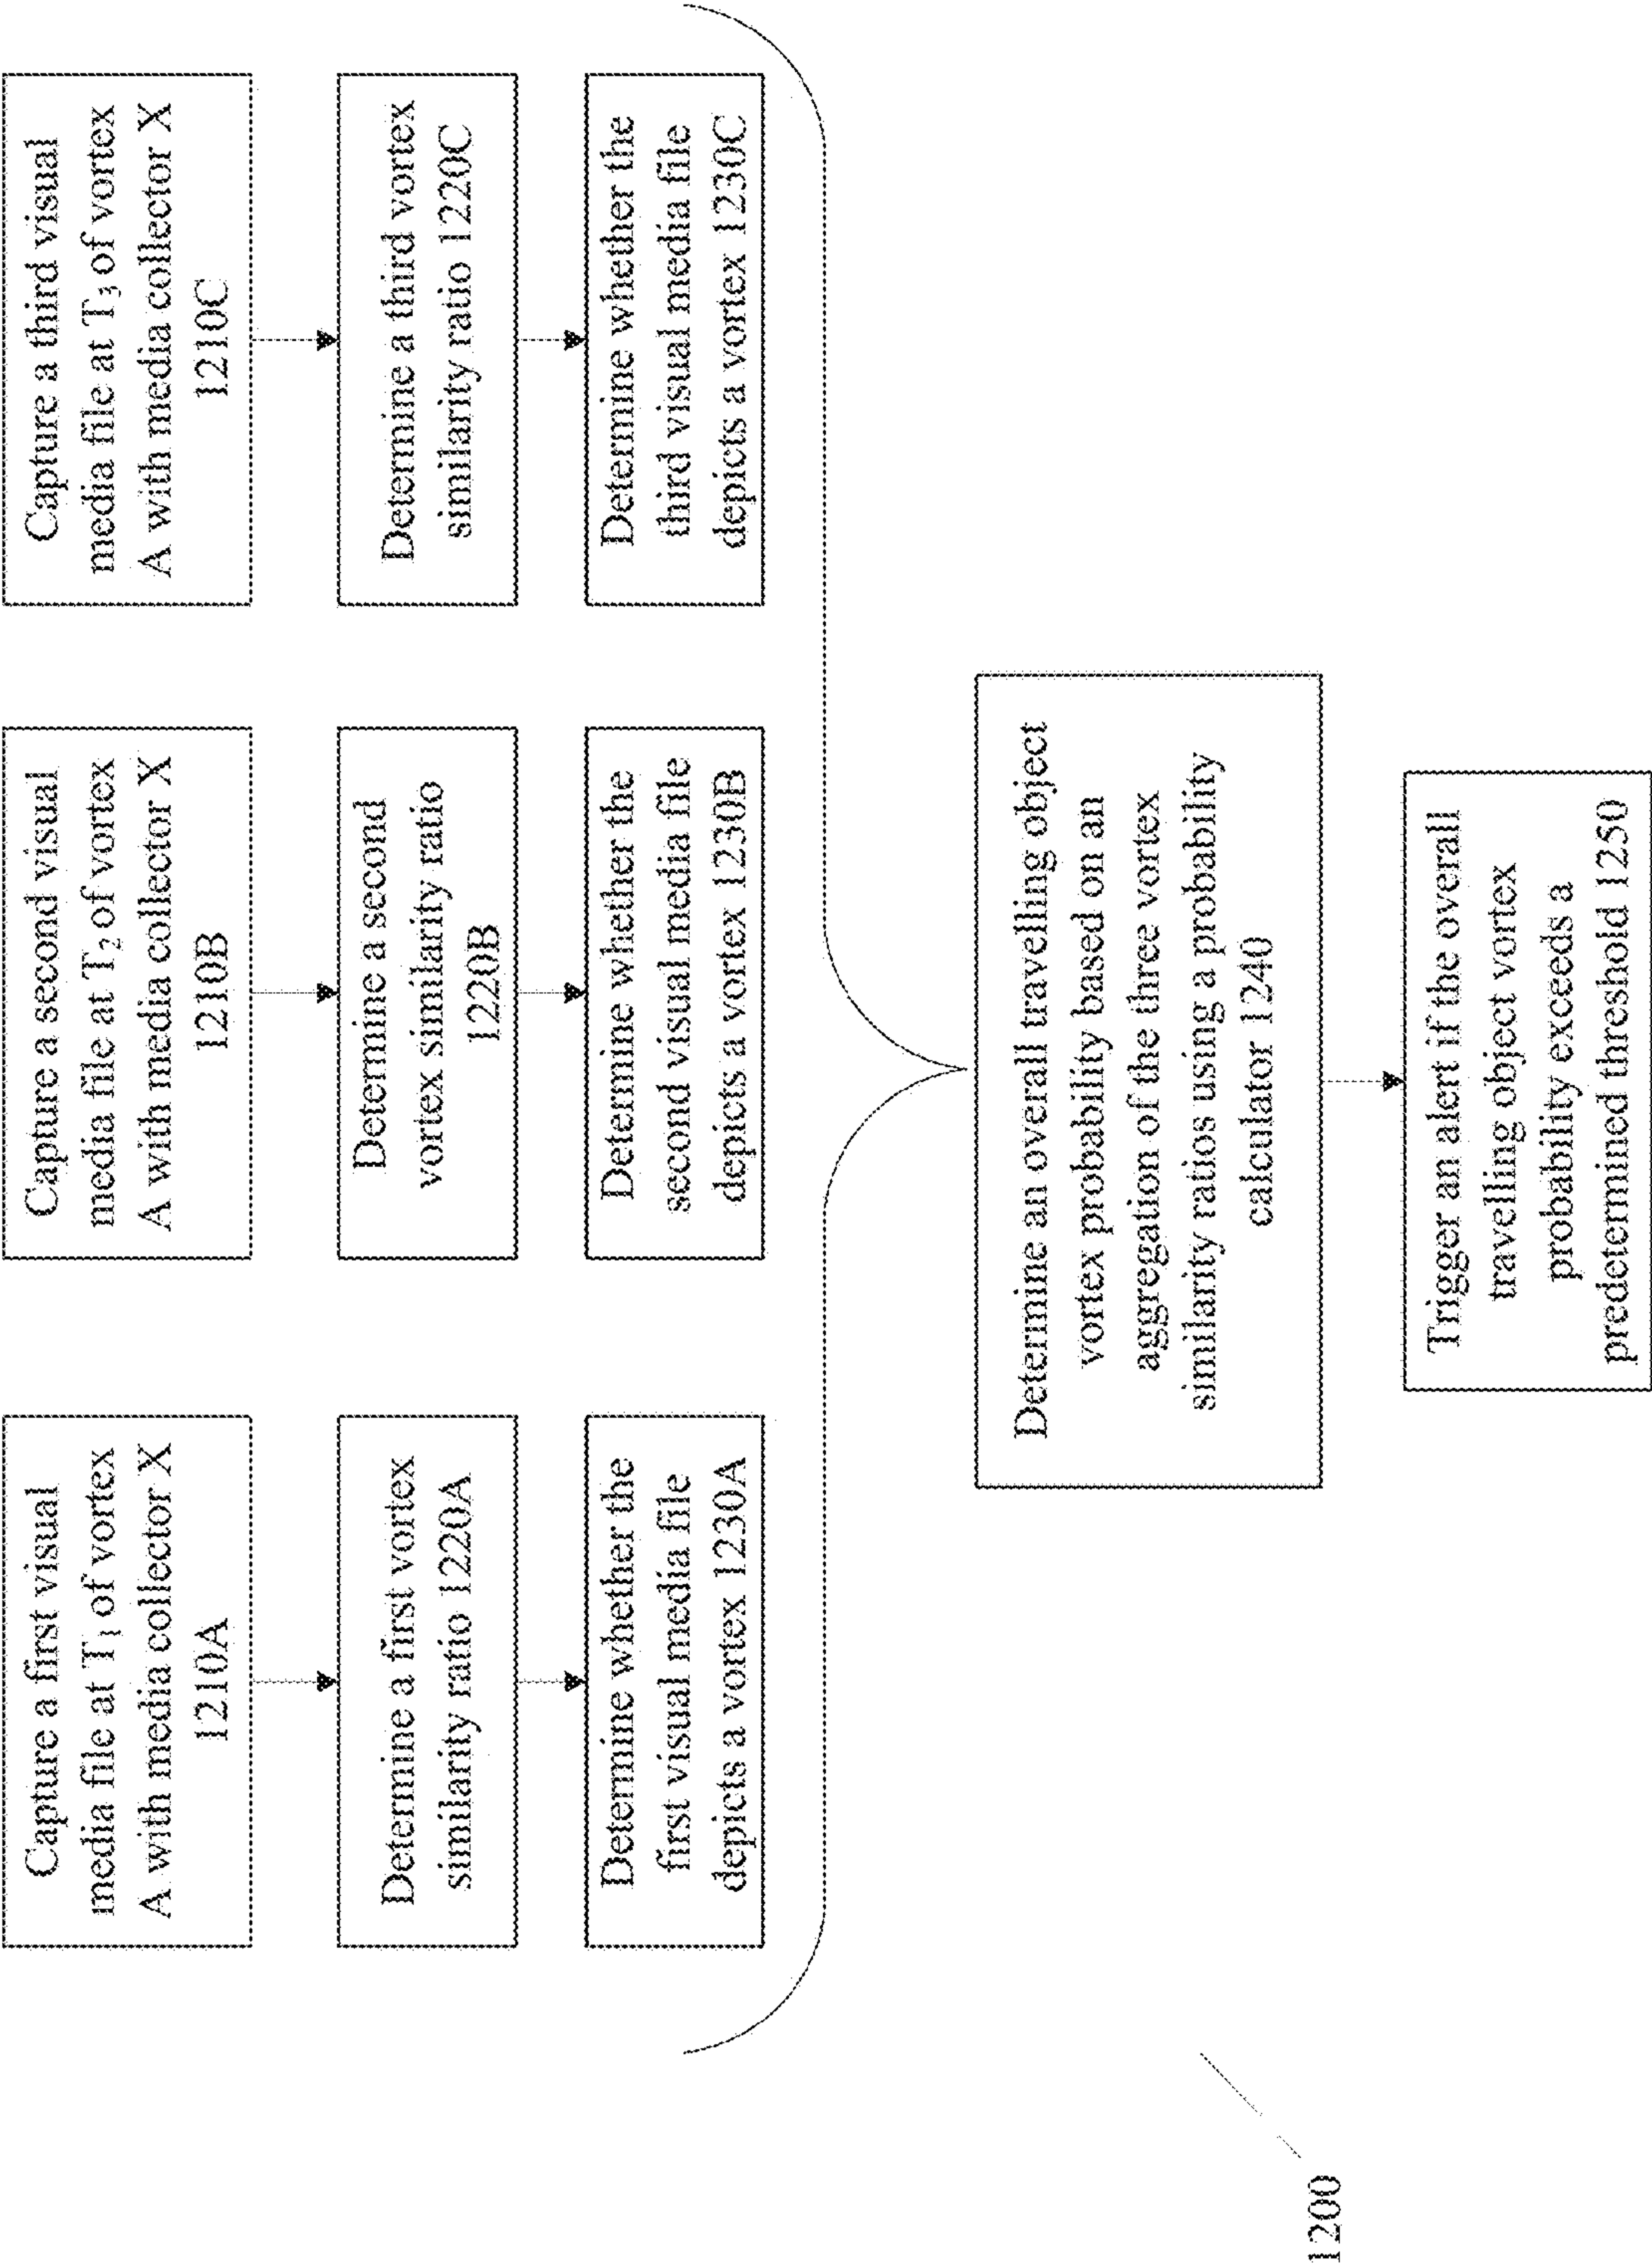 Capture a first visual
media file at T1 of vortex
A with media collector X
1210A
Determine a first vortex
similarity ratio 1220A
Determine whether the
first visual media file
depicts a vortex 1230A
Capture a second visual
media file at T2 of vortex
A with media collector X
1210B
Determine a second
vortex similarity ratio
1220B
Determine whether the
second visual media file
depicts a vortex 1230B
Capture a third visual
media file at T3 of vortex
A with media collector X
1210C
Determine a third vortex
similarity ratio 1220C
Determine whether the
third visual media file
depicts a vortex 1230C
Determine an overall travelling object
vortex probability based on an
aggregation of the three vortex
similarity ratios using a probability
calculator 1240
Trigger an alert if the overall
travelling object vortex
probability exceeds a
predetermined threshold 1250
1200